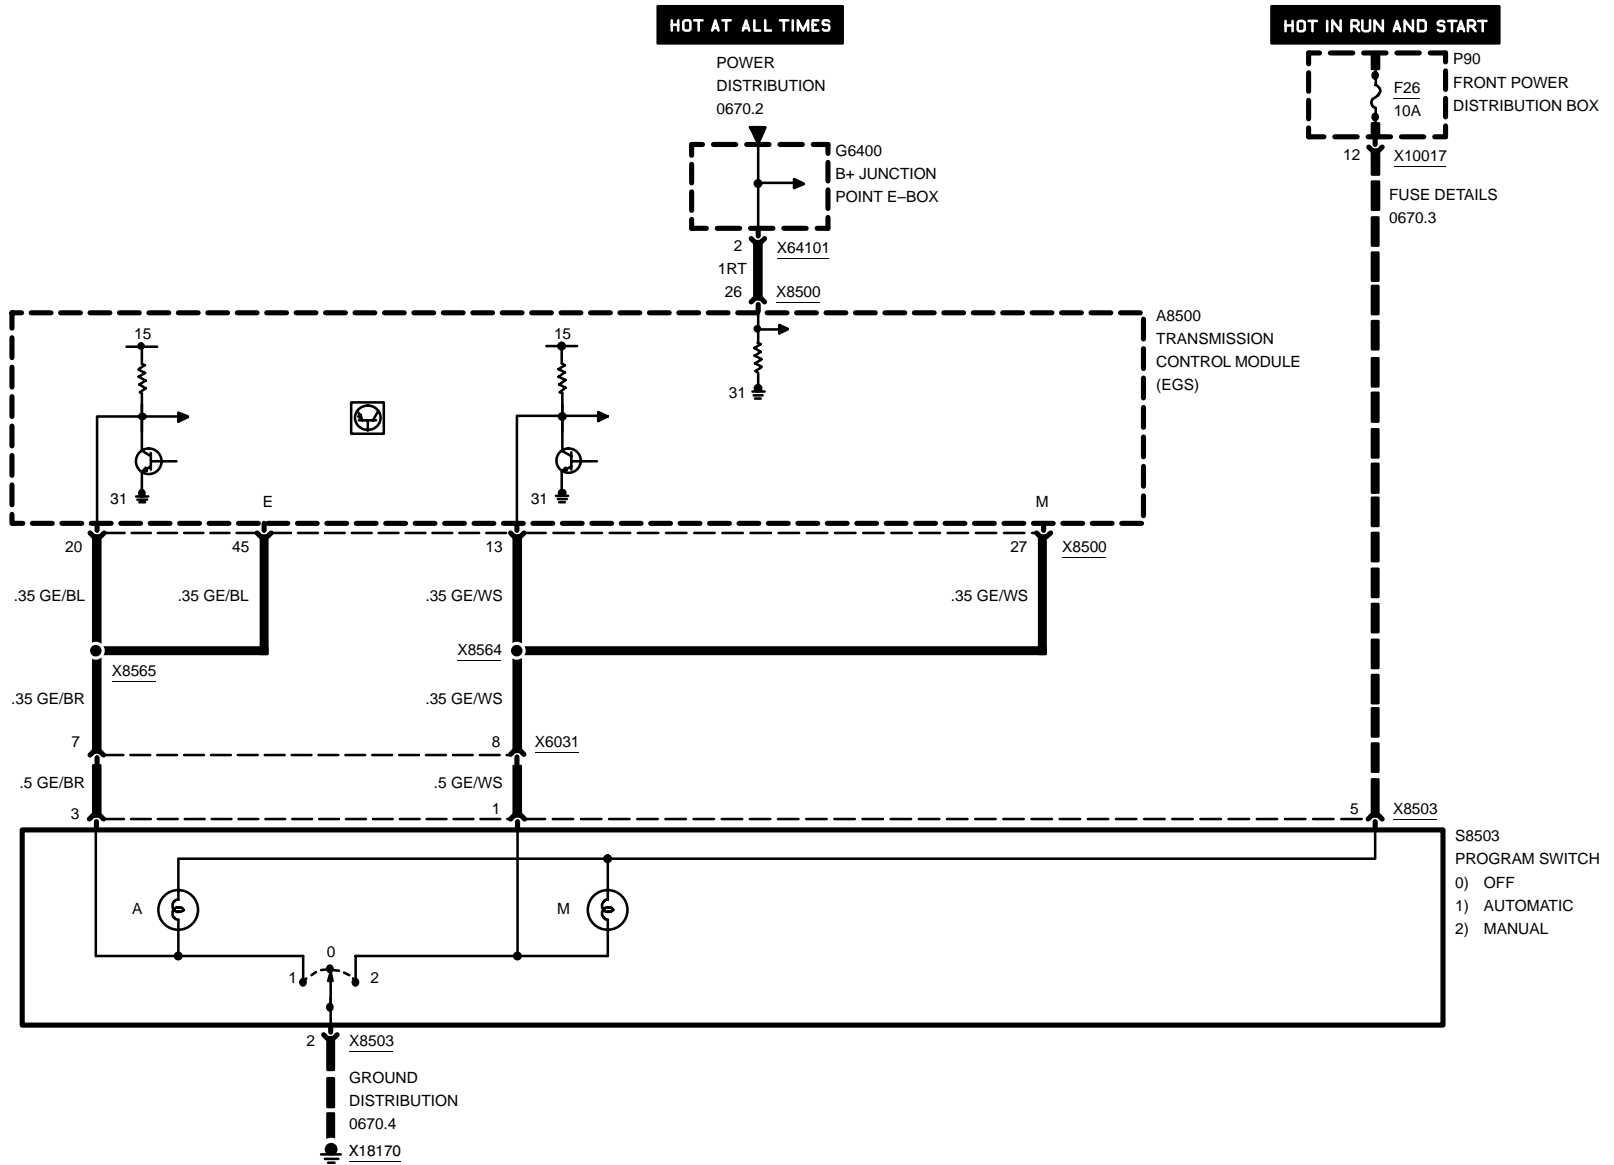 HOT AT ALL TIMES
HOT IN RUN AND START
POWER
DISTRIBUTION
0670.2
P90
FRONT POWER
DISTRIBUTION BOX
F26
10A
12 X10017
FUSE DETAILS
0670.3
G6400
B+ JUNCTION
POINT E–BOX
2 X64101
1RT
26 X8500
A8500
TRANSMISSION
CONTROL MODULE
(EGS)
15
15
31
31
31
E
M
20
45
13
27 X8500
.35 GE/BL
.35 GE/BL
.35 GE/WS
.35 GE/WS
X8565
X8564
.35 GE/BR
.35 GE/WS
7
8 X6031
.5 GE/BR
.5 GE/WS
3
1
5 X8503
S8503
PROGRAM SWITCH
0) OFF
1) AUTOMATIC
2) MANUAL
A
M
0
1
2
2 X8503
GROUND
DISTRIBUTION
0670.4
X18170